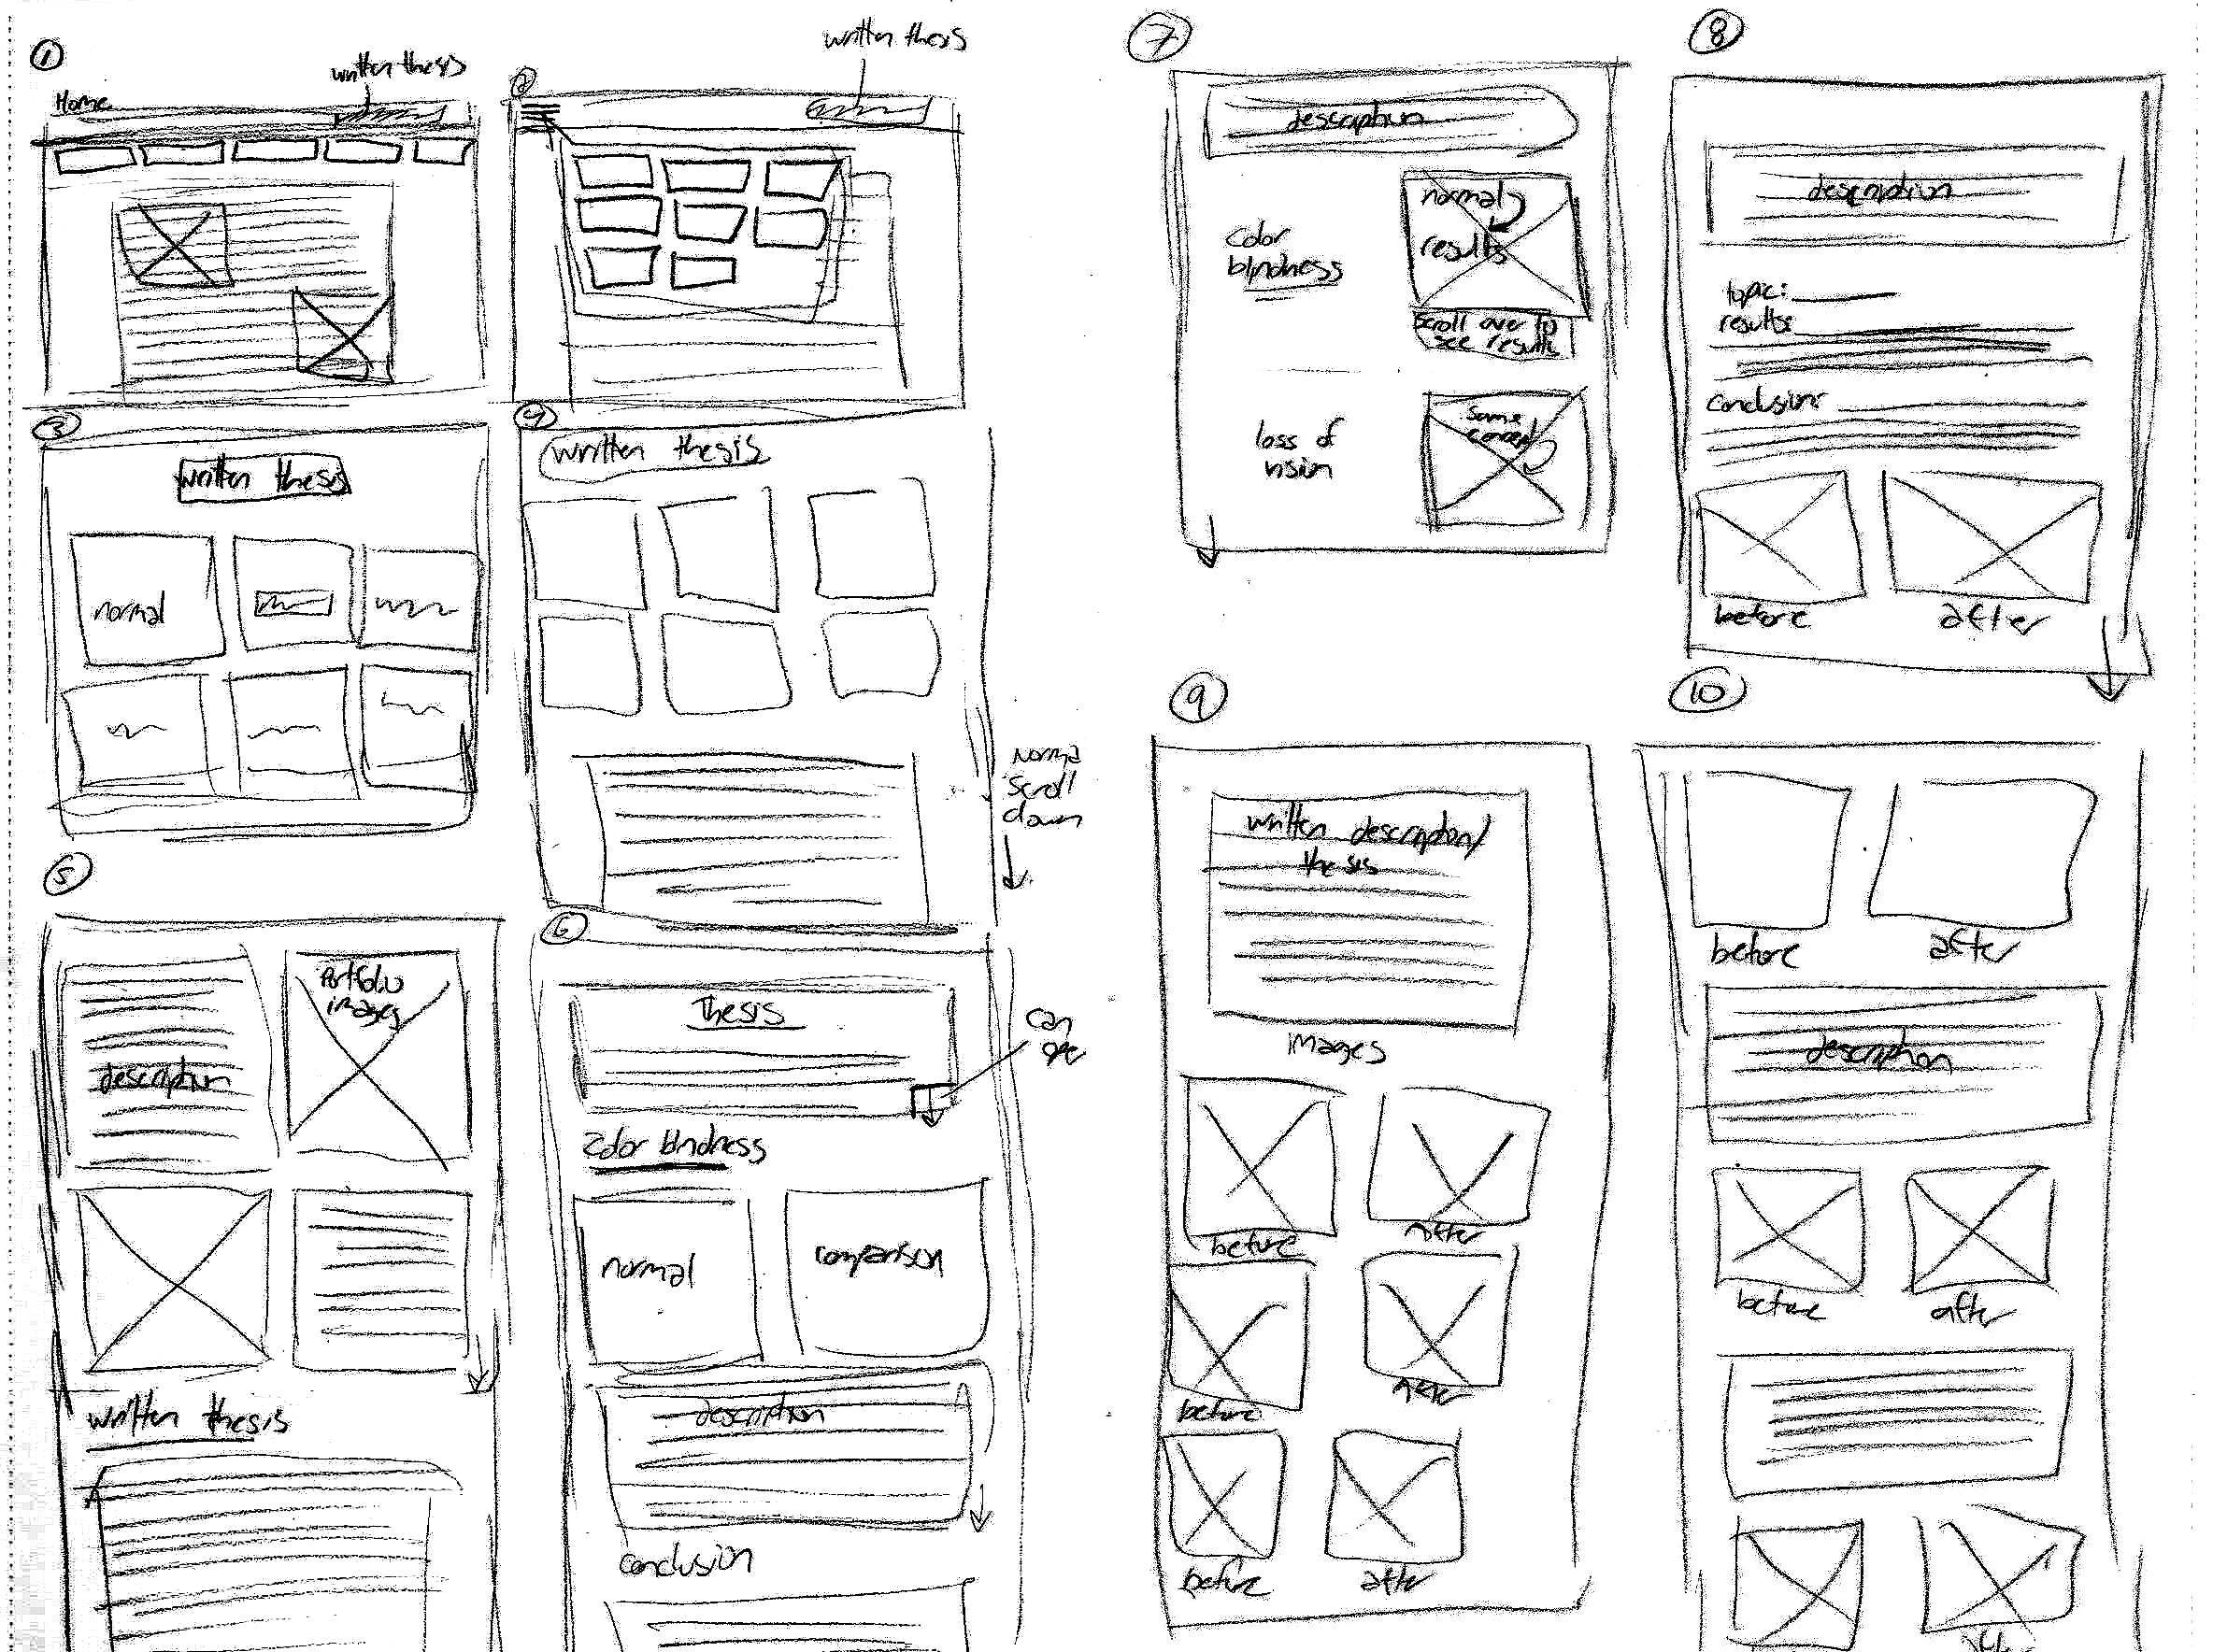 1
written thesis
Home
2
written thesis
3
written thesis
normal
4
written thesis
normal
scroll
down
5
portfolio
images
description
written thesis
6
Thesis
can
Color blindness
normal
comparison
description
conclusion
7
description
normal
results
color
blindness
scroll over to
see results
loss of
vision
same
concept
8
description
topic:
results:
conclusion:
before
after
9
written description/
thesis
images
before
after
before
after
before
after
10
before
after
description
before
after
after